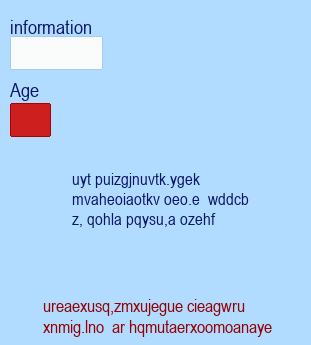 information
Age
uyt puizgjnuvtk.ygek
mvaheoiaotkv oeo.e  wddcb
z, qohla pqysu,a ozehf
ureaexusq,zmxujegue cieagwru
xnmig.lno  ar hqmutaerxoomoanaye